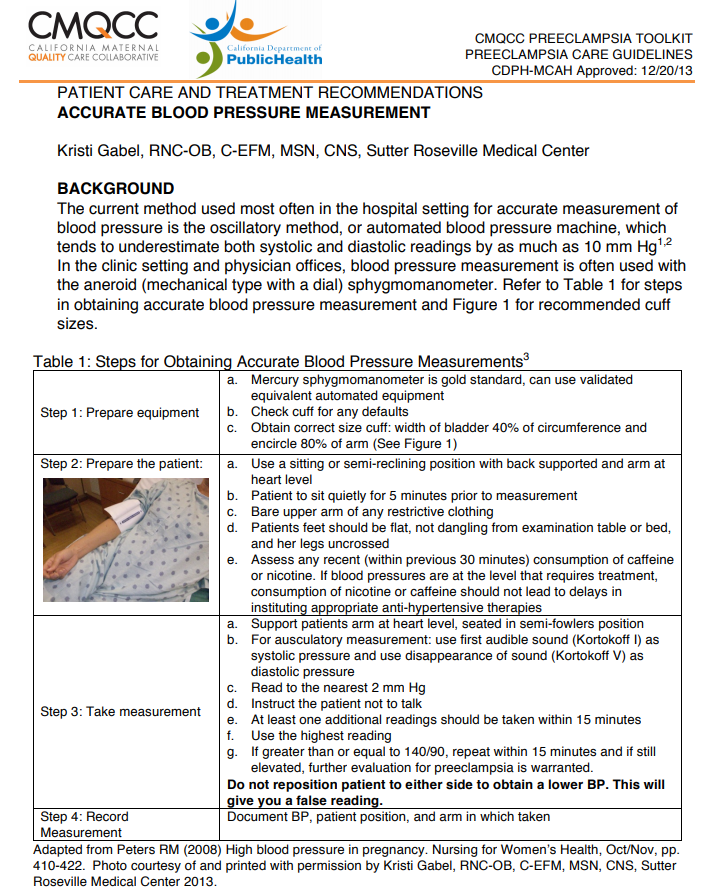 CMQCC
CALIFORNIA MATERNAL
QUALITY CARE COLLABORATIVE
California Department of
PublicHealth
CMQCC PREECLAMPSIA TOOLKIT
PREECLAMPSIA CARE GUIDELINES
CDPH-MCAH Approved: 12/20/13
PATIENT CARE AND TREATMENT RECOMMENDATIONS
ACCURATE BLOOD PRESSURE MEASUREMENT
Kristi Gabel, RNC-OB, C-EFM, MSN, CNS, Sutter Roseville Medical Center
BACKGROUND
The current method used most often in the hospital setting for accurate measurement of
blood pressure is the oscillatory method, or automated blood pressure machine, which
tends to underestimate both systolic and diastolic readings by as much as 10 mm Hg1,2
In the clinic setting and physician offices, blood pressure measurement is often used with
the aneroid (mechanical type with a dial) sphygmomanometer. Refer to Table 1 for steps
in obtaining accurate blood pressure measurement and Figure 1 for recommended cuff
sizes.
Table 1: Steps for Obtaining Accurate Blood Pressure Measurements3
Step 1: Prepare equipment
a. Mercury sphygmomanometer is gold standard, can use validated
equivalent automated equipment
b. Check cuff for any defaults
c. Obtain correct size cuff: width of bladder 40% of circumference and
encircle 80% of arm (See Figure 1)
Step 2: Prepare the patient:
a. Use a sitting or semi-reclining position with back supported and arm at
heart level
b. Patient to sit quietly for 5 minutes prior to measurement
c. Bare upper arm of any restrictive clothing
d. Patients feet should be flat, not dangling from examination table or bed,
and her legs uncrossed
e. Assess any recent (within previous 30 minutes) consumption of caffeine
or nicotine. If blood pressures are at the level that requires treatment,
consumption of nicotine or caffeine should not lead to delays in
instituting appropriate anti-hypertensive therapies
Step 3: Take measurement
a. Support patients arm at heart level, seated in semi-fowlers position
b. For ausculatory measurement: use first audible sound (Kortokoff I) as
systolic pressure and use disappearance of sound (Kortokoff V) as
diastolic pressure
c. Read to the nearest 2 mm Hg
d. Instruct the patient not to talk
e. At least one additional readings should be taken within 15 minutes
f. Use the highest reading
g. If greater than or equal to 140/90, repeat within 15 minutes and if still
elevated, further evaluation for preeclampsia is warranted.
Do not reposition patient to either side to obtain a lower BP. This will
give you a false reading.
Step 4: Record
Measurement
Document BP, patient position, and arm in which taken
Adapted from Peters RM (2008) High blood pressure in pregnancy. Nursing for Women's Health, Oct/Nov, pp.
410-422. Photo courtesy of and printed with permission by Kristi Gabel, RNC-OB, C-EFM, MSN, CNS, Sutter
Roseville Medical Center 2013.